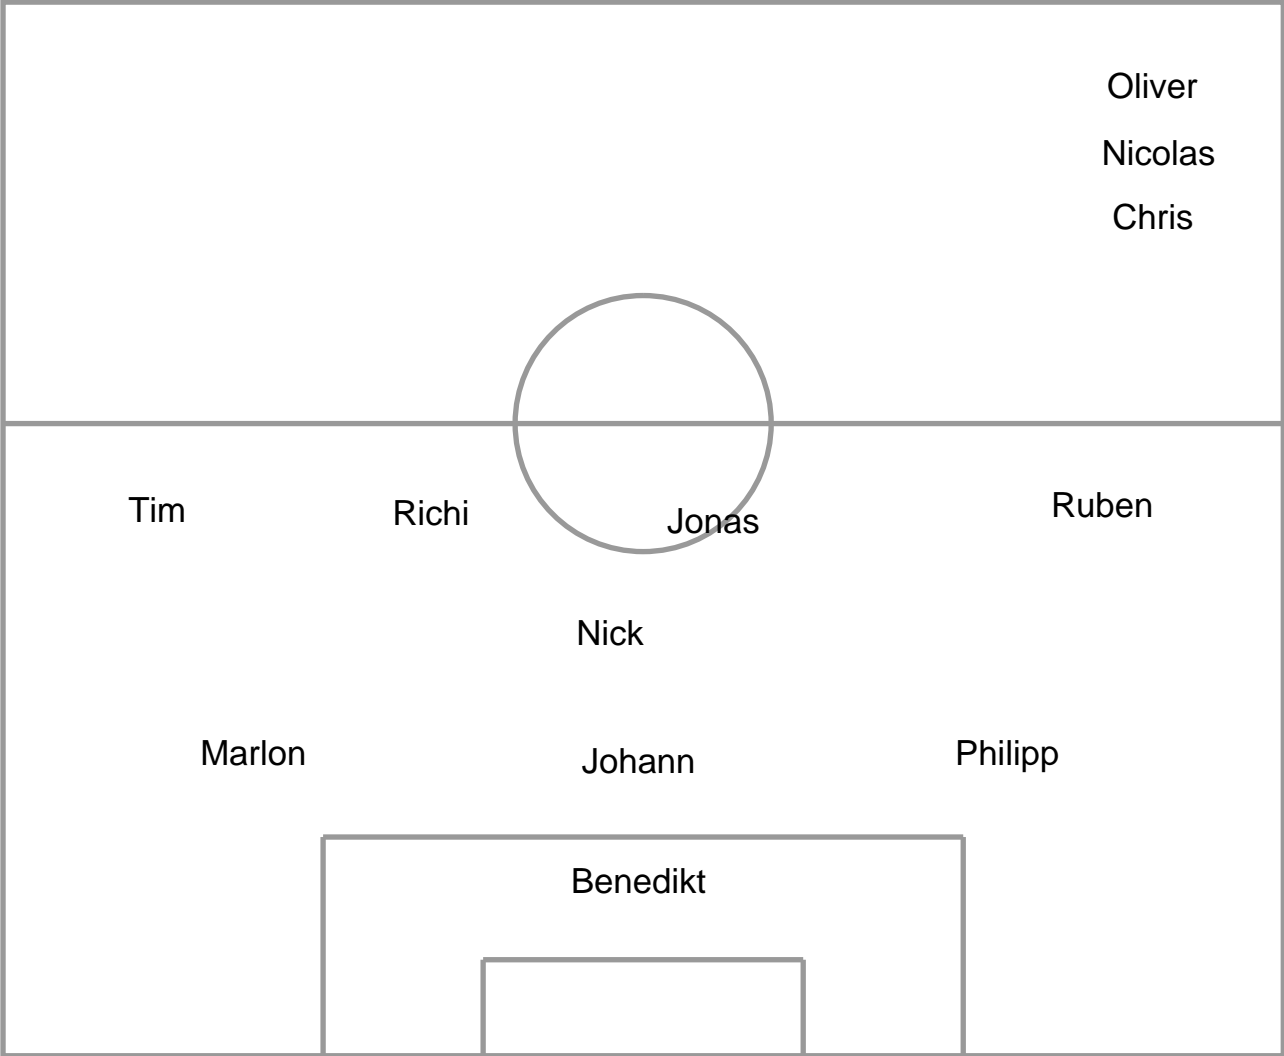 Oliver
Nicolas
Chris
Tim Richi Jonas Ruben
Nick
Marlon Johann Philipp
Benedikt